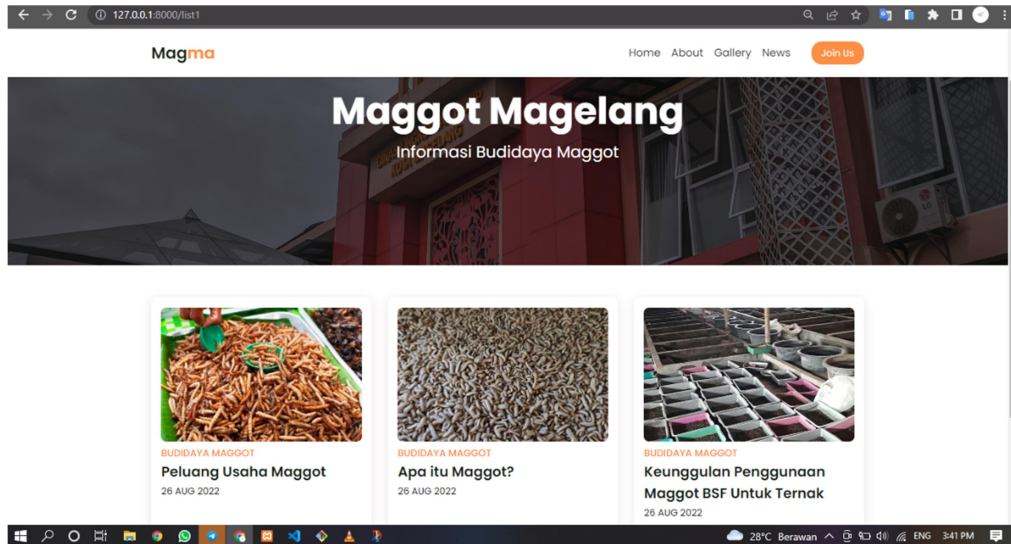 127.0.0.1:8000/list1
Magma
Home About Gallery News Join Us
Maggot Magelang
Informasi Budidaya Maggot
LG
BUDIDAYA MAGGOT
Peluang Usaha Maggot
26 AUG 2022
BUDIDAYA MAGGOT
Apa itu Maggot?
26 AUG 2022
BUDIDAYA MAGGOT
Keunggulan Penggunaan
Maggot BSF Untuk Ternak
26 AUG 2022
28°C Berawan ENG 3:41 PM